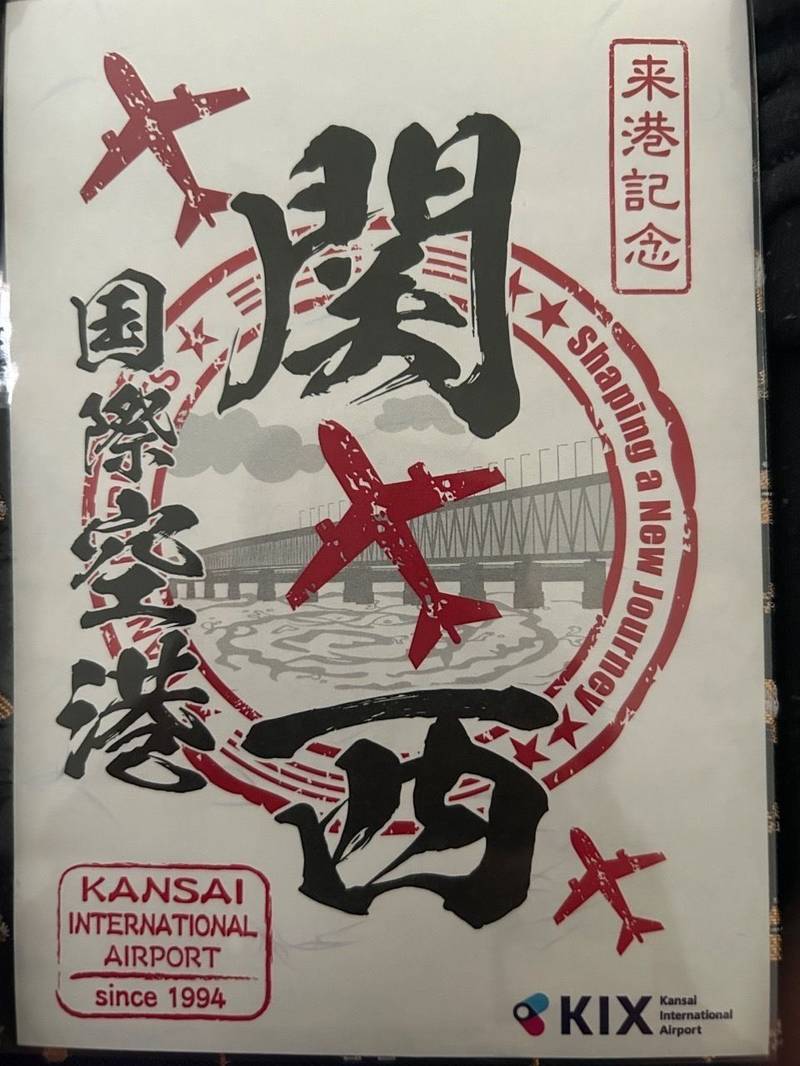 来港記念
関西
国際空港
Shaping a New Journey
KANSAI
INTERNATIONAL
AIRPORT
since 1994
KIX
Kansai
International
Airport